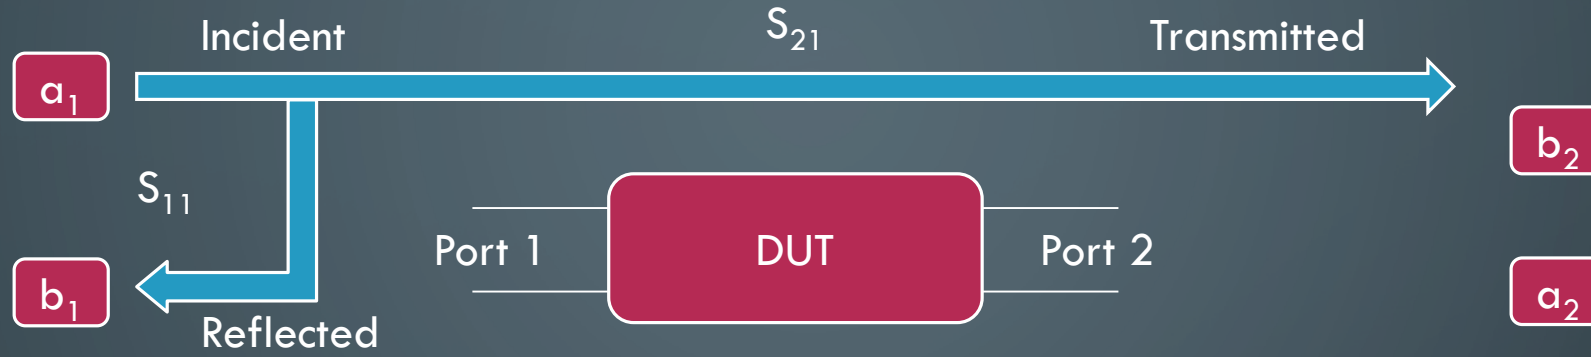 Incident
S₂₁
Transmitted
a₁
b₂
S₁₁
Port 1
DUT
Port 2
b₁
a₂
Reflected